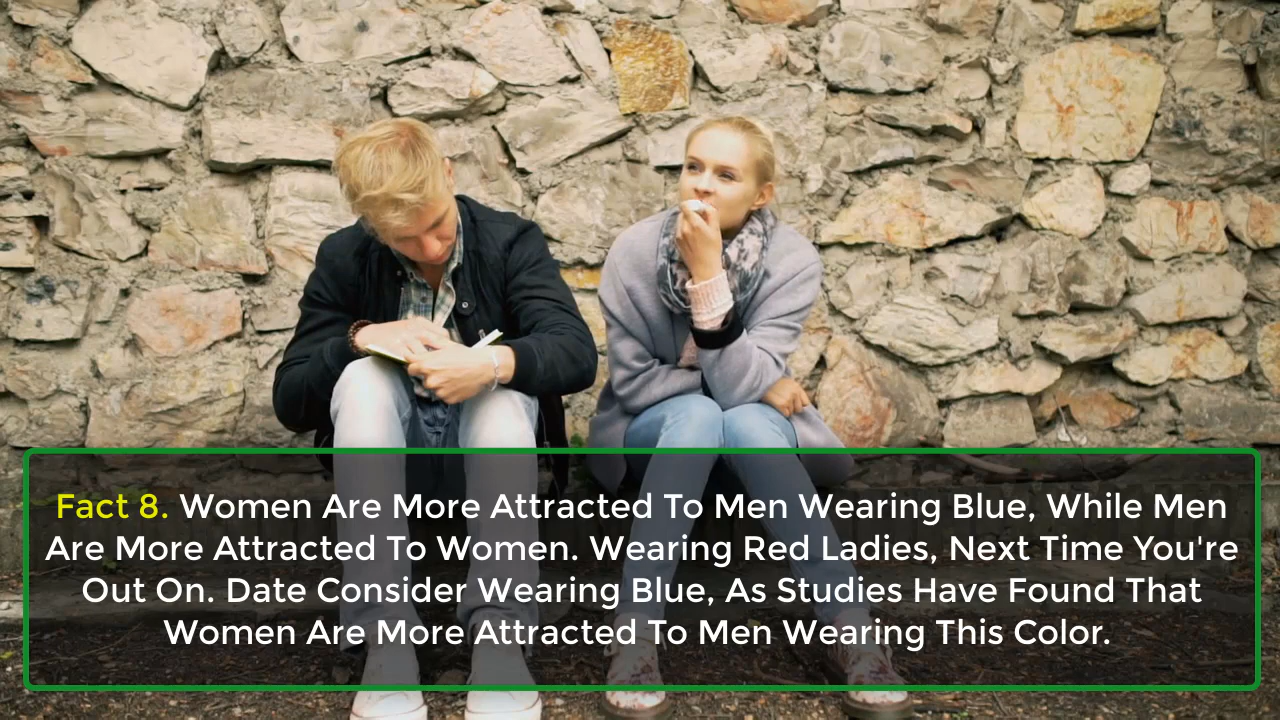 Fact 8. Women Are More Attracted To Men Wearing Blue, While Men
Are More Attracted To Women. Wearing Red Ladies, Next Time You're
Out On. Date Consider Wearing Blue, As Studies Have Found That
Women Are More Attracted To Men Wearing This Color.